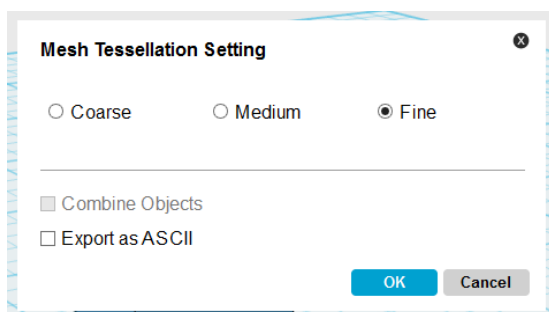 Mesh Tessellation Setting
Coarse Medium Fine
Combine Objects
Export as ASCII
OK Cancel